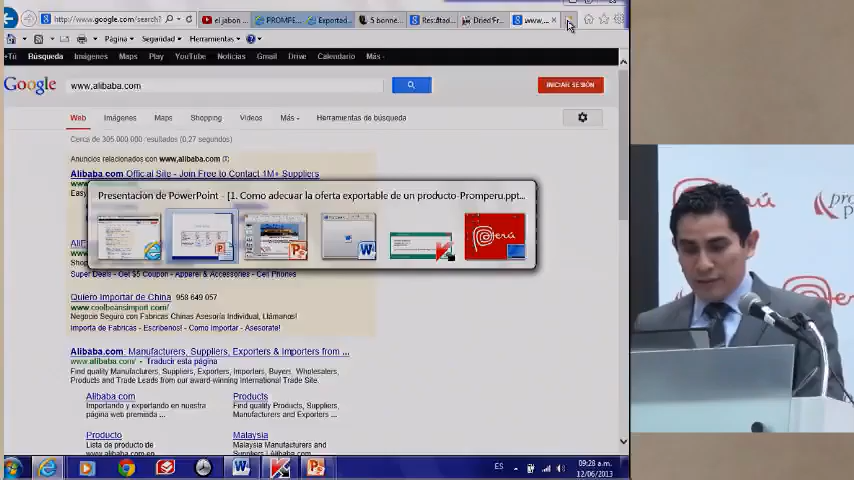 http://www.google.com/search?
el jabon
PROMPE...
Exportad
5 bonne
Resultad...
Dried Fr...
www,...
Página
Seguridad
Herramientas
+Tú Búsqueda Imágenes Maps Play YouTube Noticias Gmail Drive Calendario Más
Google
www,alibaba.com
INICIAR SESIÓN
Web Imágenes Maps Shopping Vídeos Más Herramientas de búsqueda
Cerca de 305 000 000 resultados (0,27 segundos)
Anuncios relacionados con www,alibaba.com
Alibaba.com Official Site - Join Free to Contact 1M+ Suppliers
Presentación de PowerPoint - [1. Como adecuar la oferta exportable de un producto-Promperu.ppt...
Perú
Super Deals - Get $5 Coupon - Apparel & Accessories - Cell Phones
Quiero Importar de China 958 649 057
www.coolbeansimport.com/
Negocio Seguro con Fabricas Chinas Asesoría Individual, Llámanos!
Importa de Fabricas - Escribenos! - Como Importar - Asesorate!
Alibaba.com: Manufacturers, Suppliers, Exporters & Importers from ...
www.alibaba.com/ - Traducir esta página
Find quality Manufacturers, Suppliers, Exporters, Importers, Buyers, Wholesalers,
Products and Trade Leads from our award-winning International Trade Site.
Alibaba.com
Importando y exportando en nuestra
página web premiada ...
Products
Find quality Products, Suppliers,
Manufacturers and Exporters ...
Producto
Lista de producto de
Malaysia
Malaysia Manufacturers and
ES
09:28 a.m.
12/06/2013